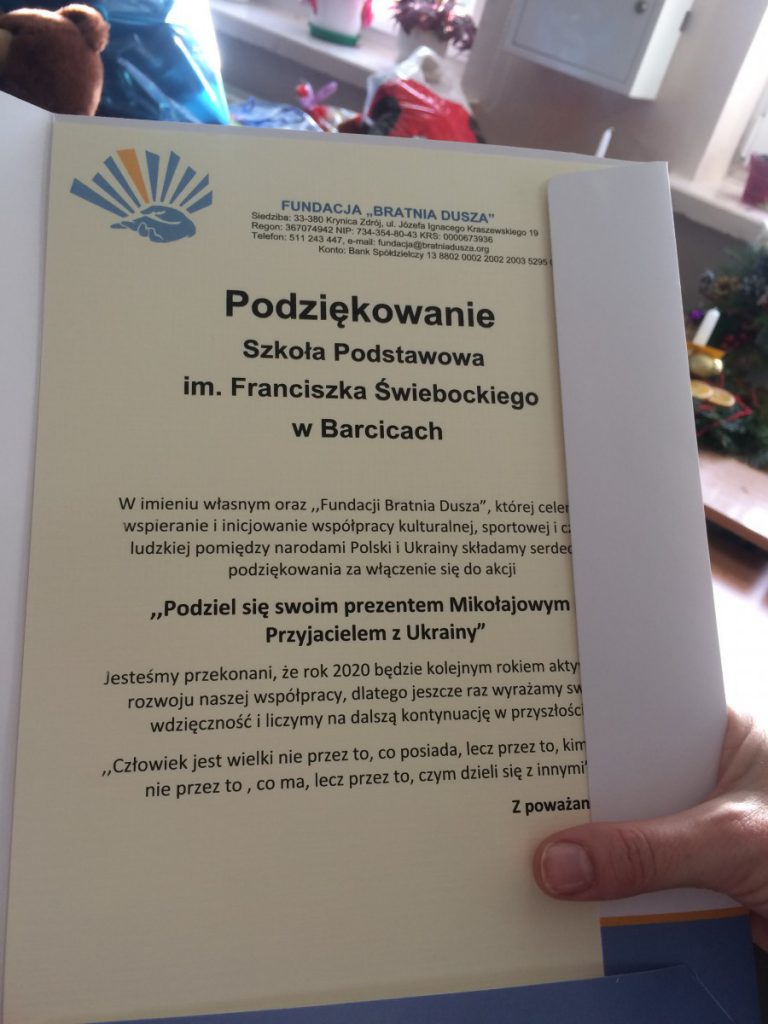 FUNDACJA „BRATNIA DUSZA”
Siedziba: 33-380 Krynica Zdrój, ul. Józefa Ignacego Kraszewskiego 19
Regon: 367074942 NIP: 734-354-80-43 KRS: 0000673936
Telefon: 511 243 447, e-mail: fundacja@bratniadusza.org
Konto: Bank Spółdzielczy 13 8802 0002 2002 2003 5295
Podziękowanie
Szkoła Podstawowa
im. Franciszka Świebockiego
w Barcicach
W imieniu własnym oraz ,,Fundacji Bratnia Dusza”, której
wspieranie i inicjowanie współpracy kulturalnej, sportowej i
ludzkiej pomiędzy narodami Polski i Ukrainy składamy
podziękowania za włączenie się do akcji
,,Podziel się swoim prezentem Mikołajowym
Przyjacielem z Ukrainy”
Jesteśmy przekonani, że rok 2020 będzie kolejnym rokiem
rozwoju naszej współpracy, dlatego jeszcze raz wyrażamy
wdzięczność i liczymy na dalszą kontynuację w przyszłości
,,Człowiek jest wielki nie przez to, co posiada, lecz przez to, kim
nie przez to , co ma, lecz przez to, czym dzieli się z innymi”
Z